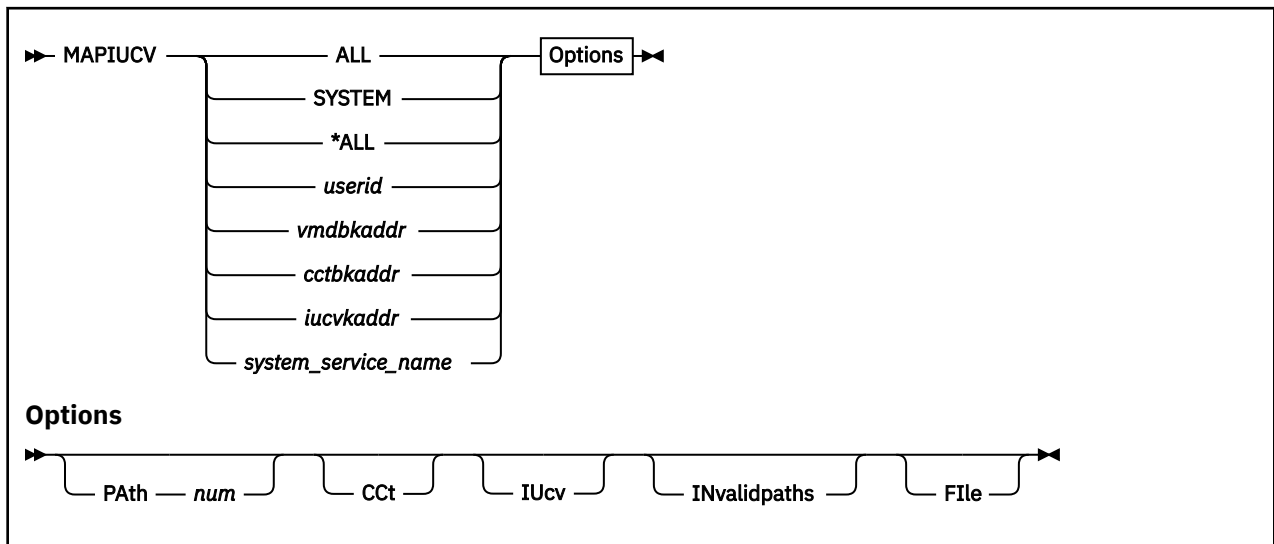 MAPIUCV ALL Options
SYSTEM
*ALL
userid
vmdbkaddr
cctbkaddr
iucvkaddr
system_service_name
Options
PAth num CCt IUcv INvalidpaths FIle